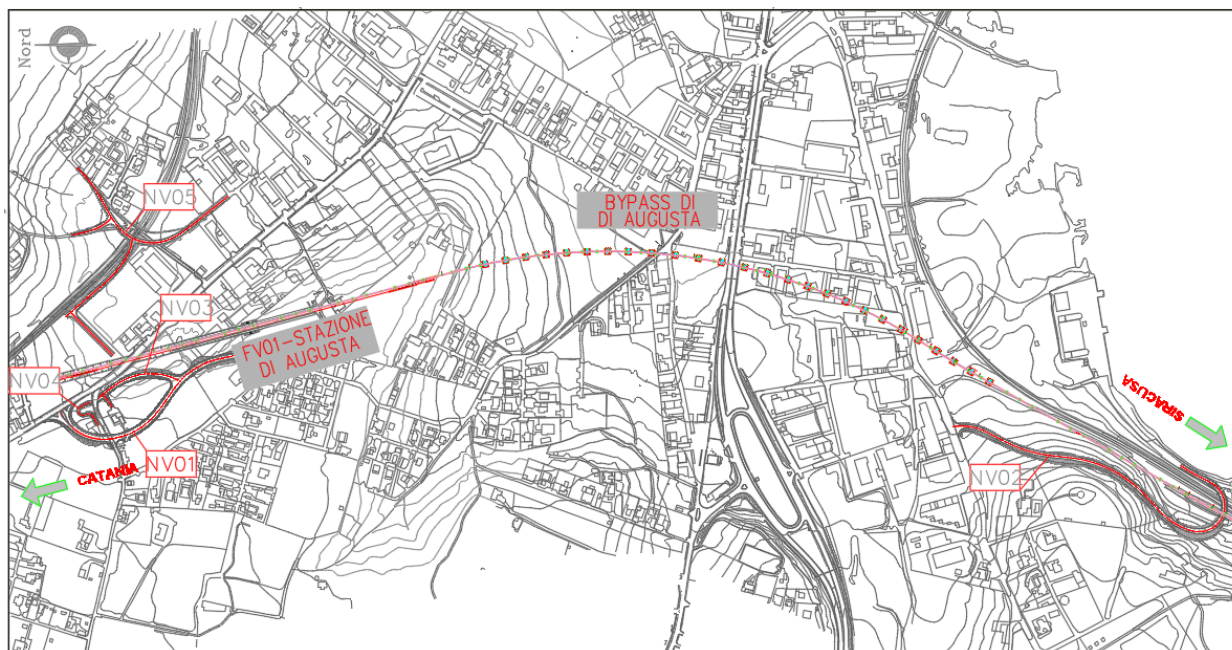 Nord
NV05
BYPASS DI
DI AUGUSTA
NV03
FV01-STAZIONE
DI AUGUSTA
NV04
SIRACUSA
CATANIA
NV01
NV02